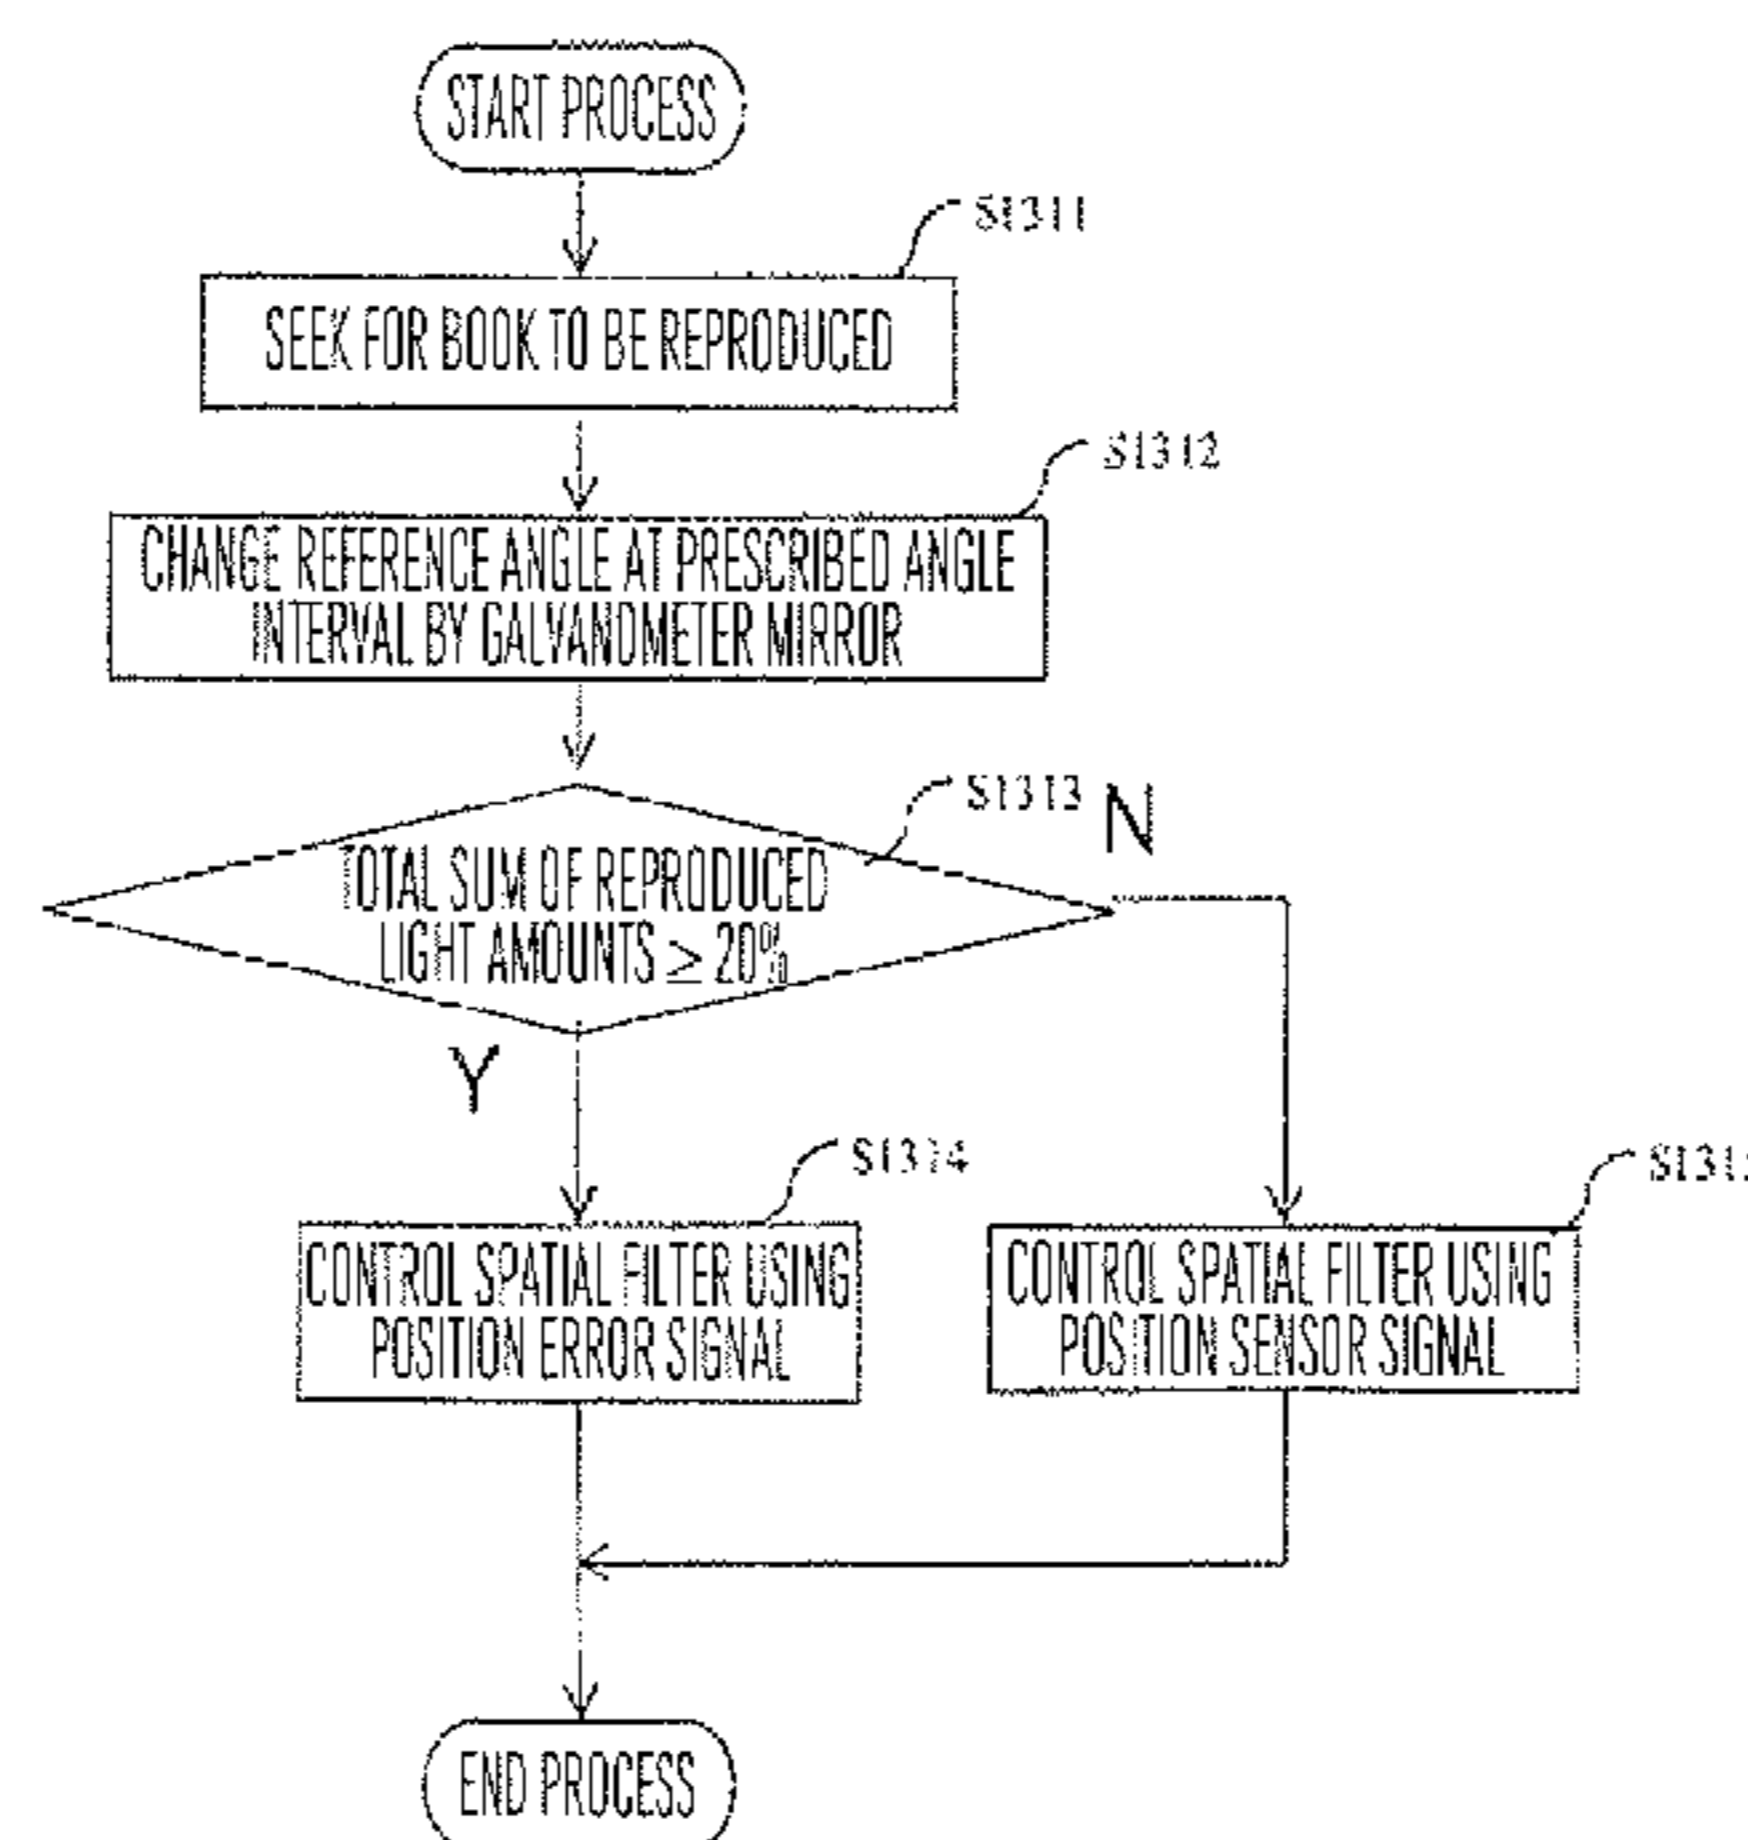 START PROCESS
S1311
SEEK FOR BOOK TO BE REPRODUCED
S1312
CHANGE REFERENCE ANGLE AT PRESCRIBED ANGLE
INTERVAL BY GALVANOMETER MIRROR
S1313
N
TOTAL SUM OF REPRODUCED
LIGHT AMOUNTS ≥ 20%
Y
S1314
CONTROL SPATIAL FILTER USING
POSITION ERROR SIGNAL
CONTROL SPATIAL FILTER USING
POSITION SENSOR SIGNAL
END PROCESS